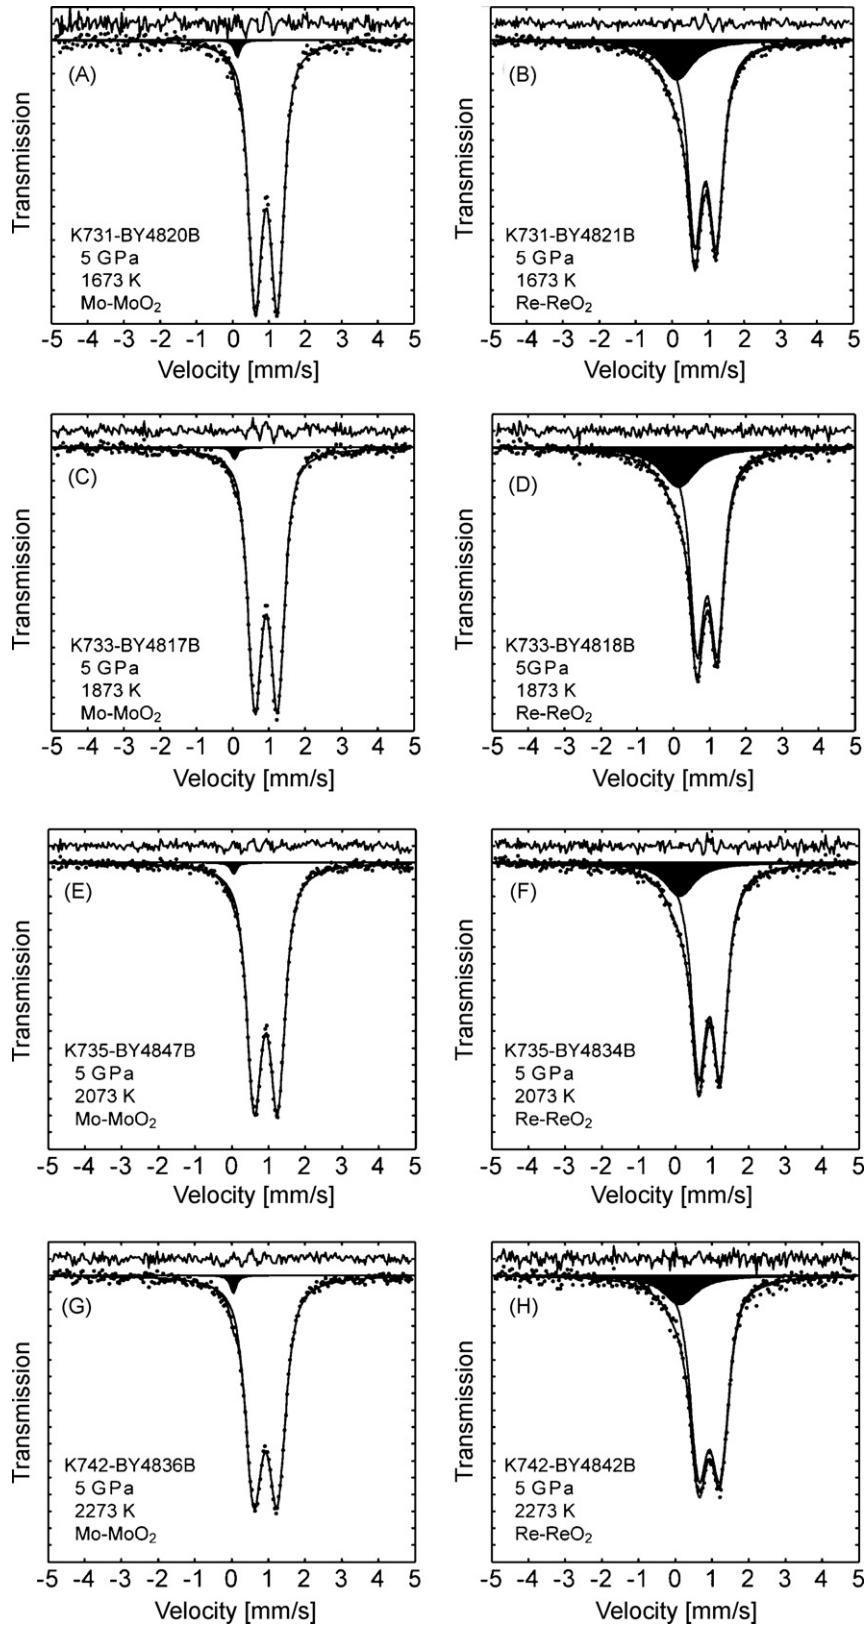 (A)
Transmission
K731-BY4820B
5 GPa
1673 K
Mo-MoO₂
-5 -4 -3 -2 -1 0 1 2 3 4 5
Velocity [mm/s]
(B)
Transmission
K731-BY4821B
5 GPa
1673 K
Re-ReO₂
-5 -4 -3 -2 -1 0 1 2 3 4 5
Velocity [mm/s]
(C)
Transmission
K733-BY4817B
5 GPa
1873 K
Mo-MoO₂
-5 -4 -3 -2 -1 0 1 2 3 4 5
Velocity [mm/s]
(D)
Transmission
K733-BY4818B
5GPa
1873 K
Re-ReO₂
-5 -4 -3 -2 -1 0 1 2 3 4 5
Velocity [mm/s]
(E)
Transmission
K735-BY4847B
5 GPa
2073 K
Mo-MoO₂
-5 -4 -3 -2 -1 0 1 2 3 4 5
Velocity [mm/s]
(F)
Transmission
K735-BY4834B
5 GPa
2073 K
Re-ReO₂
-5 -4 -3 -2 -1 0 1 2 3 4 5
Velocity [mm/s]
(G)
Transmission
K742-BY4836B
5 GPa
2273 K
Mo-MoO₂
-5 -4 -3 -2 -1 0 1 2 3 4 5
Velocity [mm/s]
(H)
Transmission
K742-BY4842B
5 GPa
2273 K
Re-ReO₂
-5 -4 -3 -2 -1 0 1 2 3 4 5
Velocity [mm/s]